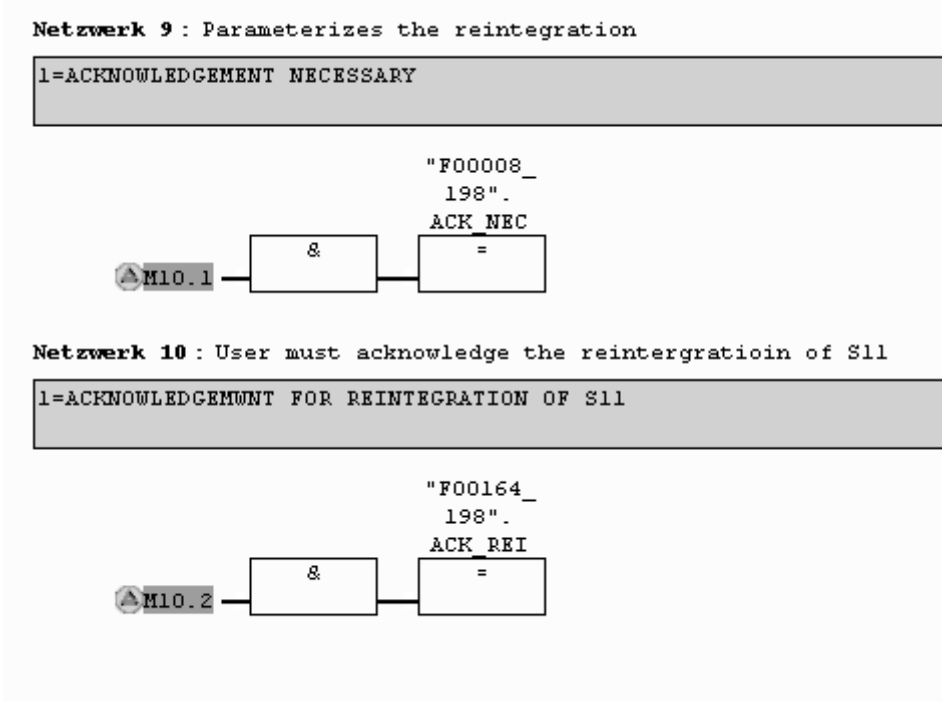 Netzwerk 9 : Parameterizes the reintegration
1=ACKNOWLEDGEMENT NECESSARY
"F00008_
198".
ACK_NEC
&
=
M10.1
Netzwerk 10 : User must acknowledge the reintergratioin of S11
1=ACKNOWLEDGEMWNT FOR REINTEGRATION OF S11
"F00164_
198".
ACK_REI
&
=
M10.2